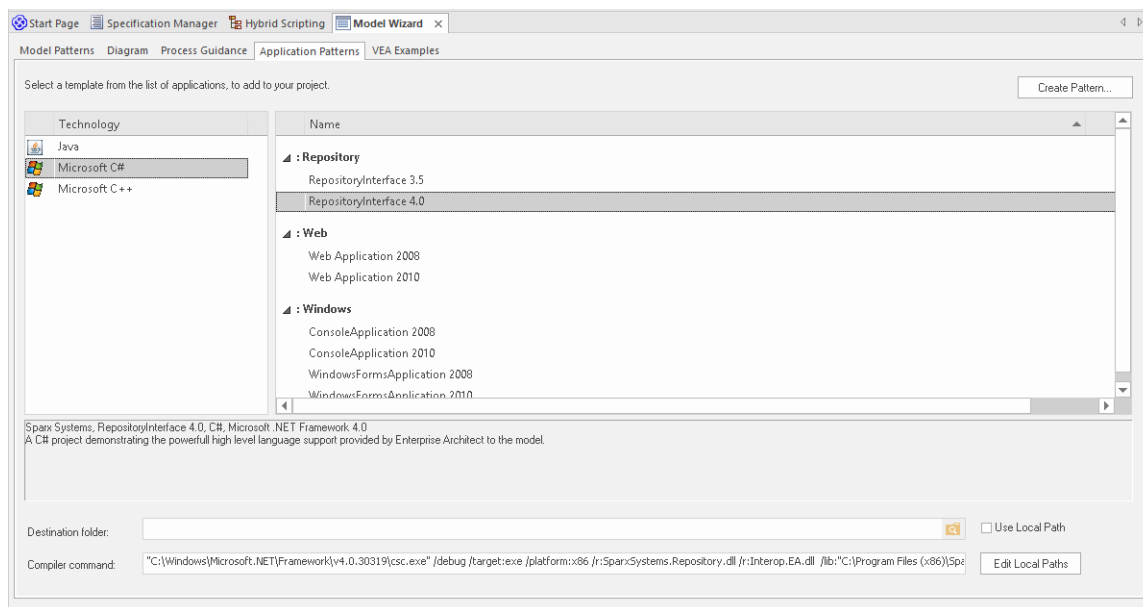 Start Page Specification Manager Hybrid Scripting Model Wizard
Model Patterns Diagram Process Guidance Application Patterns VEA Examples
Select a template from the list of applications, to add to your project.
Create Pattern...
Technology
Java
Microsoft C#
Microsoft C++
Name
: Repository
RepositoryInterface 3.5
RepositoryInterface 4.0
: Web
Web Application 2008
Web Application 2010
: Windows
ConsoleApplication 2008
ConsoleApplication 2010
WindowsFormsApplication 2008
WindowsFormsApplication 2010
Sparx Systems, RepositoryInterface 4.0, C#, Microsoft .NET Framework 4.0
A C# project demonstrating the powerfull high level language support provided by Enterprise Architect to the model.
Destination folder:
Use Local Path
Compiler command:
"C:\Windows\Microsoft.NET\Framework\v4.0.30319\csc.exe" /debug /target:exe /platform:x86 /r:SparxSystems.Repository.dll /r:Interop.EA.dll /lib:"C:\Program Files (x86)\Spa
Edit Local Paths